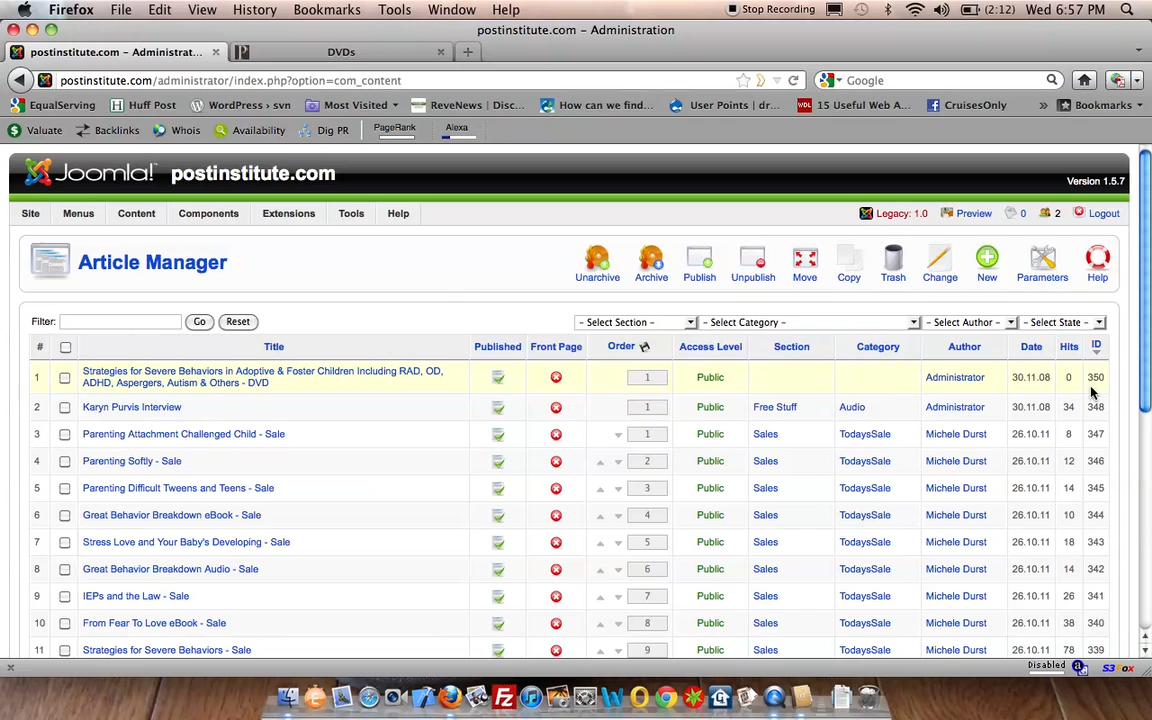 Firefox File Edit View History Bookmarks Tools Window Help Stop Recording (2:12) Wed 6:57 PM
postinstitute.com – Administration
postinstitute.com – Administrat... DVDs
postinstitute.com/administrator/index.php?option=com_content Google
EqualServing Huff Post WordPress › svn Most Visited ReveNews | Disc... How can we find... User Points | dr... 15 Useful Web A... CruisesOnly » Bookmarks
Valuate Backlinks Whois Availability Dig PR PageRank Alexa
Joomla! postinstitute.com
Version 1.5.7
Site Menus Content Components Extensions Tools Help Legacy: 1.0 Preview 0 2 Logout
Article Manager
Unarchive Archive Publish Unpublish Move Copy Trash Change New Parameters Help
Filter: Go Reset - Select Section - - Select Category - - Select Author - - Select State -
# Title Published Front Page Order Access Level Section Category Author Date Hits ID
1 Strategies for Severe Behaviors in Adoptive & Foster Children Including RAD, OD, ADHD, Aspergers, Autism & Others - DVD 1 Public Administrator 30.11.08 0 350
2 Karyn Purvis Interview 1 Public Free Stuff Audio Administrator 30.11.08 34 348
3 Parenting Attachment Challenged Child - Sale 1 Public Sales TodaysSale Michele Durst 26.10.11 8 347
4 Parenting Softly - Sale 2 Public Sales TodaysSale Michele Durst 26.10.11 12 346
5 Parenting Difficult Tweens and Teens - Sale 3 Public Sales TodaysSale Michele Durst 26.10.11 14 345
6 Great Behavior Breakdown eBook - Sale 4 Public Sales TodaysSale Michele Durst 26.10.11 10 344
7 Stress Love and Your Baby's Developing - Sale 5 Public Sales TodaysSale Michele Durst 26.10.11 18 343
8 Great Behavior Breakdown Audio - Sale 6 Public Sales TodaysSale Michele Durst 26.10.11 14 342
9 IEPs and the Law - Sale 7 Public Sales TodaysSale Michele Durst 26.10.11 26 341
10 From Fear To Love eBook - Sale 8 Public Sales TodaysSale Michele Durst 26.10.11 38 340
11 Strategies for Severe Behaviors - Sale 9 Public Sales TodaysSale Michele Durst 26.10.11 78 339
Disabled S3Fox